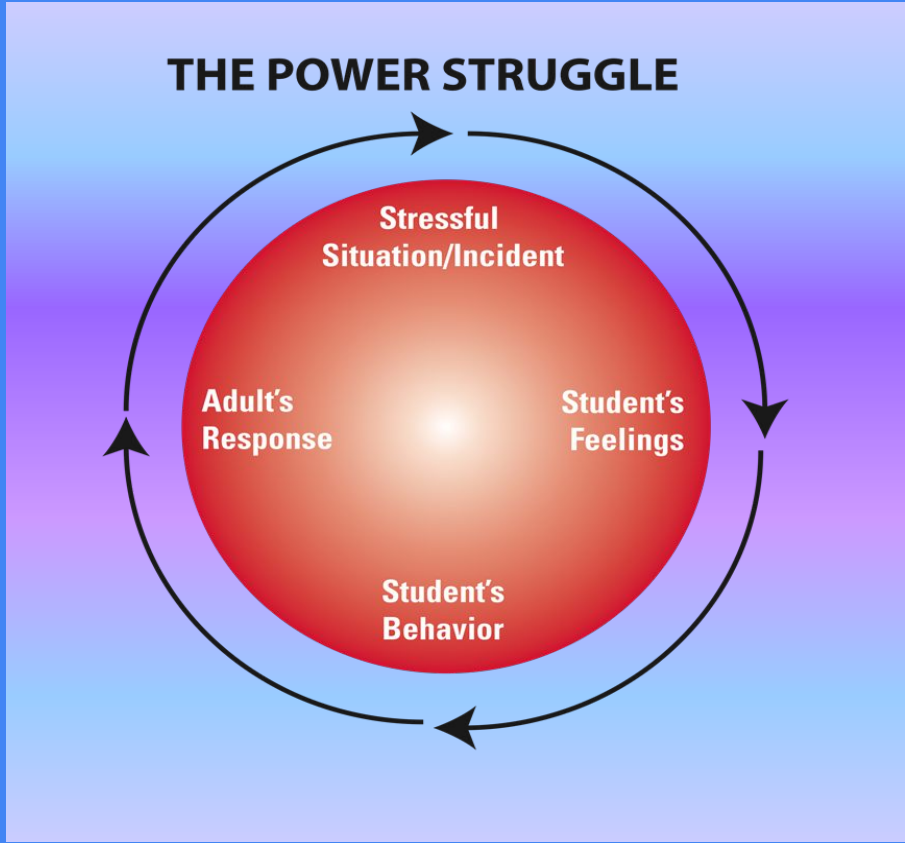 THE POWER STRUGGLE
Stressful
Situation/Incident
Adult's
Response
Student's
Feelings
Student's
Behavior